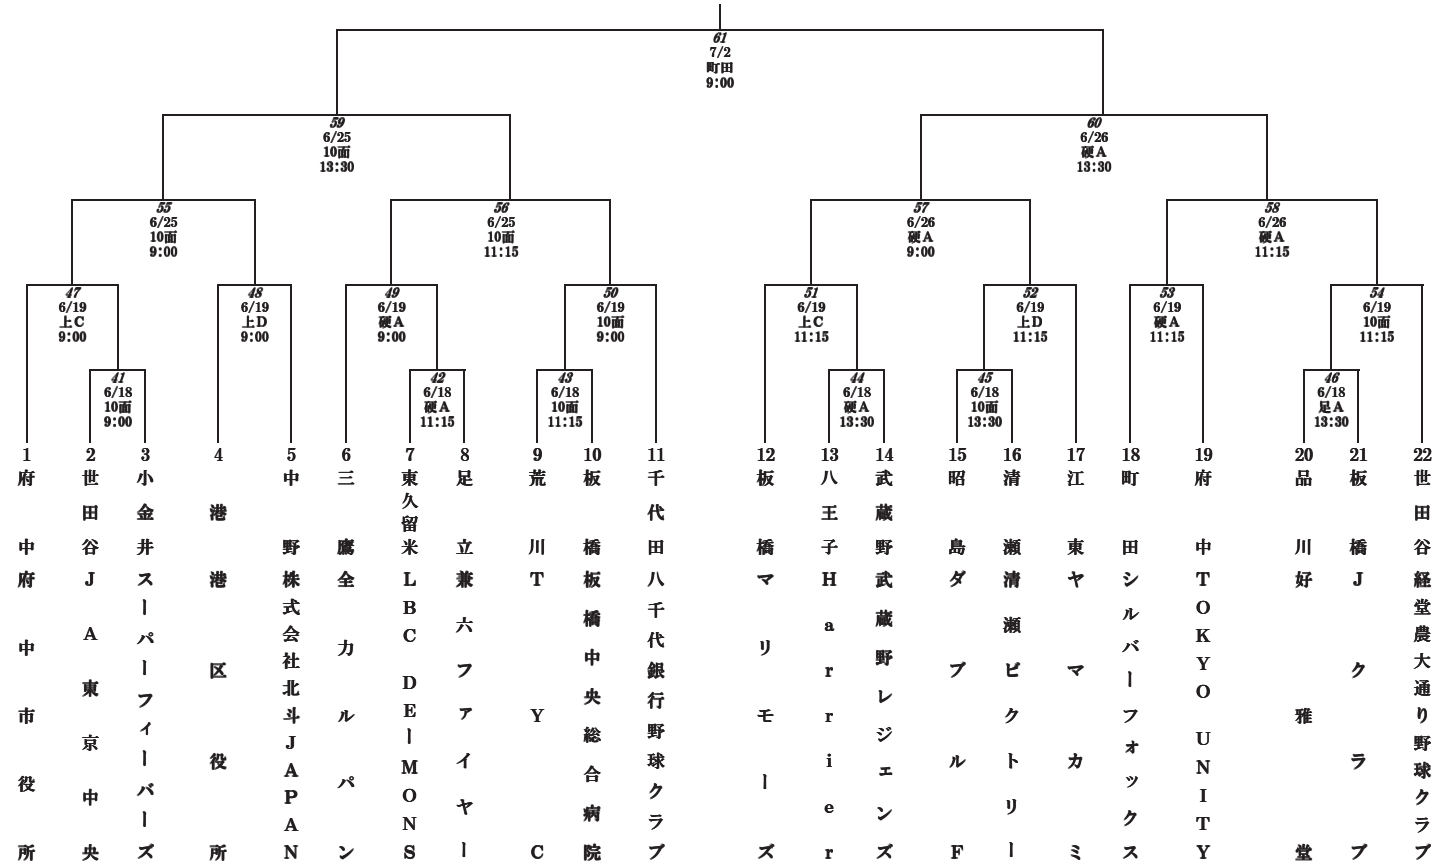 61
7/2
町田
9:00
59
6/25
10面
13:30
60
6/26
硬A
13:30
55
6/25
10面
9:00
56
6/25
10面
11:15
57
6/26
硬A
9:00
58
6/26
硬A
11:15
47
6/19
上C
9:00
48
6/19
上D
9:00
49
6/19
硬A
9:00
50
6/19
10面
9:00
51
6/19
上C
11:15
52
6/19
上D
11:15
53
6/19
硬A
11:15
54
6/19
10面
11:15
41
6/18
10面
9:00
42
6/18
硬A
11:15
43
6/18
10面
11:15
44
6/18
硬A
13:30
45
6/18
10面
13:30
46
6/18
足A
13:30
1 府中 府中市役所
2 世田谷 JA東京中央
3 小金井 スーパーフィーバーズ
4 港 港区役所
5 中野 株式会社北斗JAPAN
6 三鷹 全力ルパン
7 東久留米 LBC DEーMONS
8 足立 兼六ファイヤー
9 荒川 TYC
10 板橋 板橋中央総合病院
11 千代田 八千代銀行野球クラブ
12 板橋 マリモーズ
13 八王子 Harrier
14 武蔵野 武蔵野レジェンズ
15 昭島 ダブルF
16 清瀬 清瀬ビクトリー
17 江東 ヤマカミ
18 町田 シルバーフォックス
19 府中 TOKYO UNITY
20 品川 好雅堂
21 板橋 Jクラブ
22 世田谷 経堂農大通り野球クラブ